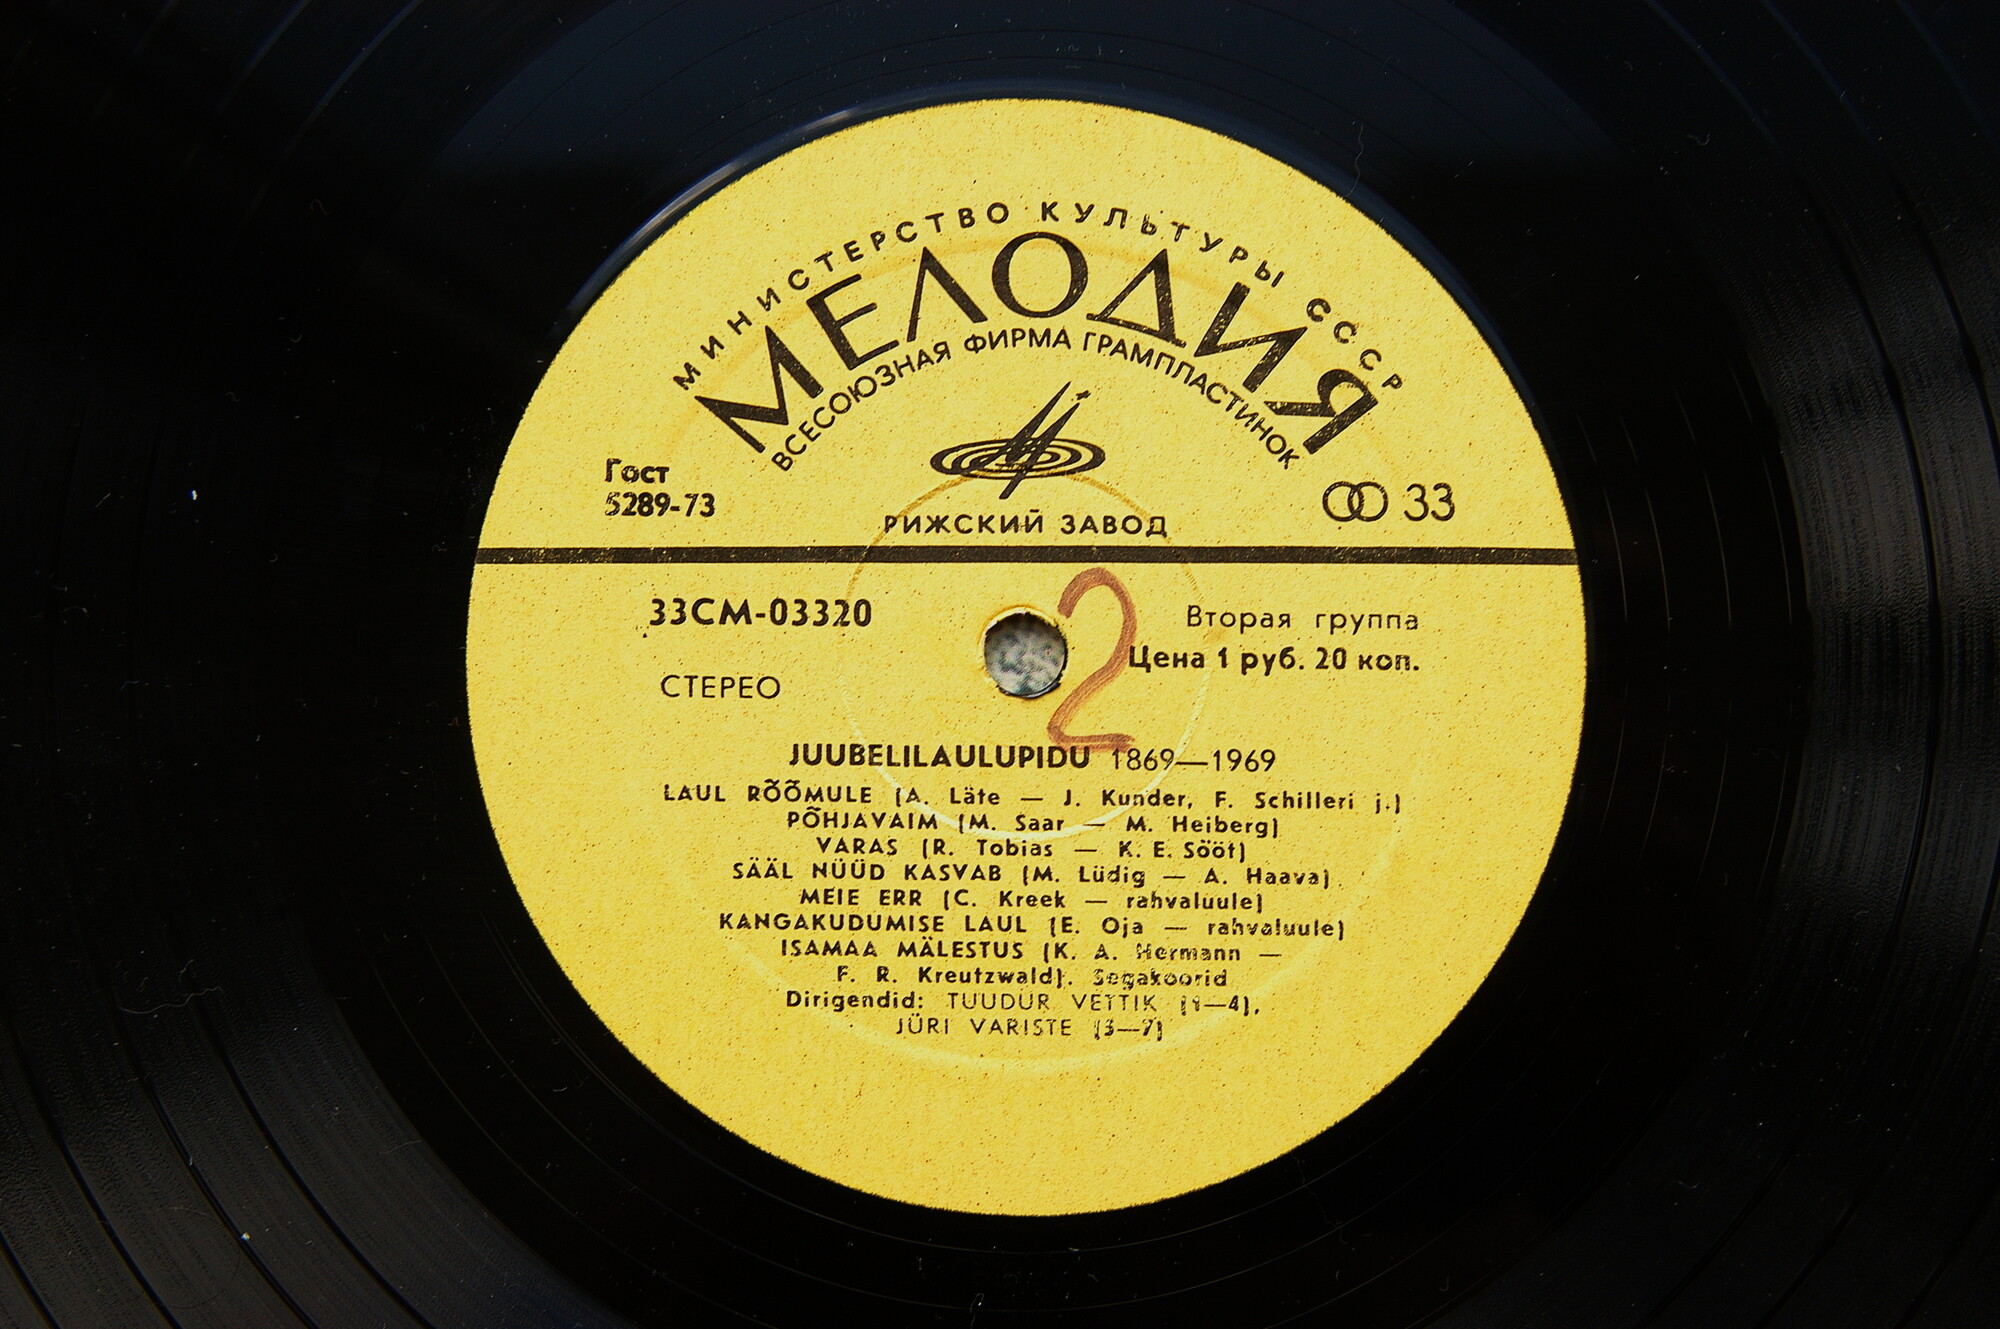 МИНИСТЕРСТВО КУЛЬТУРЫ СССР
МЕЛОДИЯ
ВСЕСОЮЗНАЯ ФИРМА ГРАМПЛАСТИНОК
Гост
5289-73
33
РИЖСКИЙ ЗАВОД
33СМ-03320
Вторая группа
Цена 1 руб. 20 коп.
СТЕРЕО
2
JUUBELILAULUPIDU 1869—1969
LAUL RÕÕMULE (A. Läte — J. Kunder, F. Schilleri j.)
PÕHJAVAIM (M. Saar — M. Heiberg)
VARAS (R. Tobias — K. E. Sööt)
SÄÄL NÜÜD KASVAB (M. Lüdig — A. Haava)
MEIE ERR (C. Kreek — rahvaluule)
KANGAKUDUMISE LAUL (E. Oja — rahvaluule)
ISAMAA MÄLESTUS (K. A. Hermann —
F. R. Kreutzwald). Segakoorid
Dirigendid: TUUDUR VETTIK (1—4),
JÜRI VARISTE (3—7)